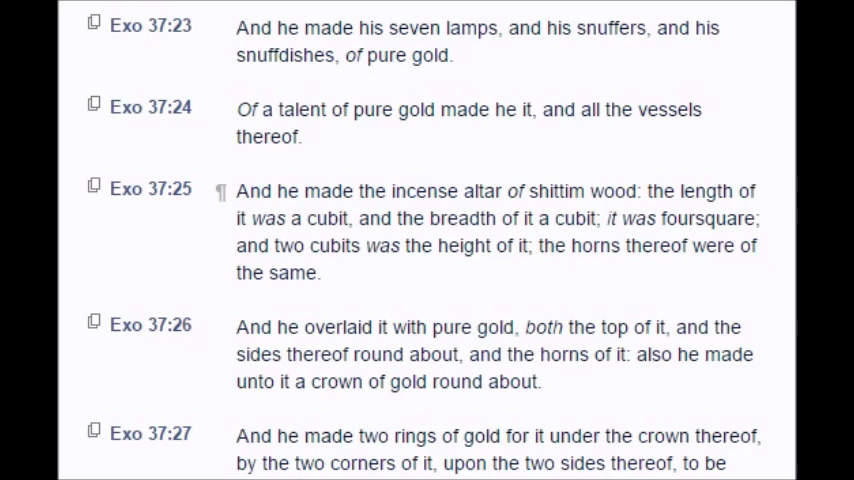 Exo 37:23 And he made his seven lamps, and his snuffers, and his
snuffdishes, of pure gold.
Exo 37:24 Of a talent of pure gold made he it, and all the vessels
thereof.
Exo 37:25 ¶ And he made the incense altar of shittim wood: the length of
it was a cubit, and the breadth of it a cubit; it was foursquare;
and two cubits was the height of it; the horns thereof were of
the same.
Exo 37:26 And he overlaid it with pure gold, both the top of it, and the
sides thereof round about, and the horns of it: also he made
unto it a crown of gold round about.
Exo 37:27 And he made two rings of gold for it under the crown thereof,
by the two corners of it, upon the two sides thereof, to be